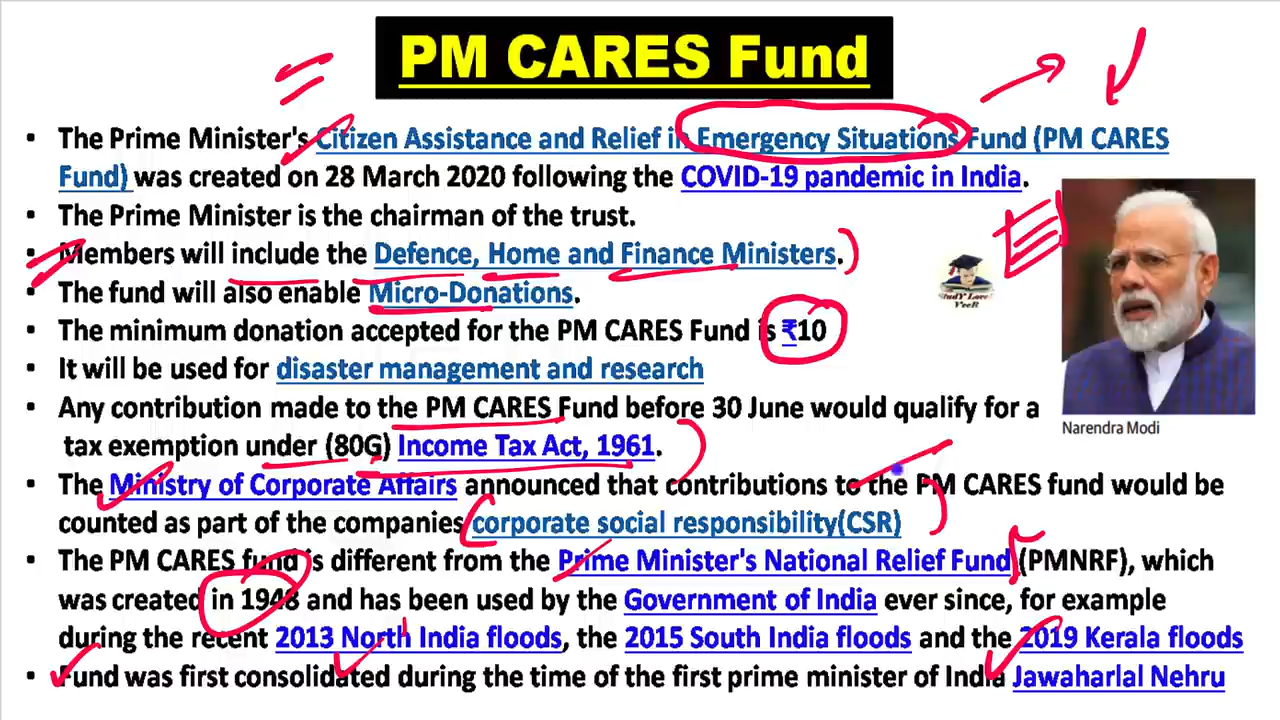 PM CARES Fund
• The Prime Minister's Citizen Assistance and Relief in Emergency Situations Fund (PM CARES
Fund) was created on 28 March 2020 following the COVID-19 pandemic in India.
• The Prime Minister is the chairman of the trust.
• Members will include the Defence, Home and Finance Ministers.
• The fund will also enable Micro-Donations.
• The minimum donation accepted for the PM CARES Fund is ₹10
• It will be used for disaster management and research
• Any contribution made to the PM CARES Fund before 30 June would qualify for a
tax exemption under (80G) Income Tax Act, 1961.
• The Ministry of Corporate Affairs announced that contributions to the PM CARES fund would be
counted as part of the companies corporate social responsibility(CSR)
• The PM CARES fund is different from the Prime Minister's National Relief Fund (PMNRF), which
was created in 1948 and has been used by the Government of India ever since, for example
during the recent 2013 North India floods, the 2015 South India floods and the 2019 Kerala floods
• Fund was first consolidated during the time of the first prime minister of India Jawaharlal Nehru
StudY Love
VeeR
Narendra Modi